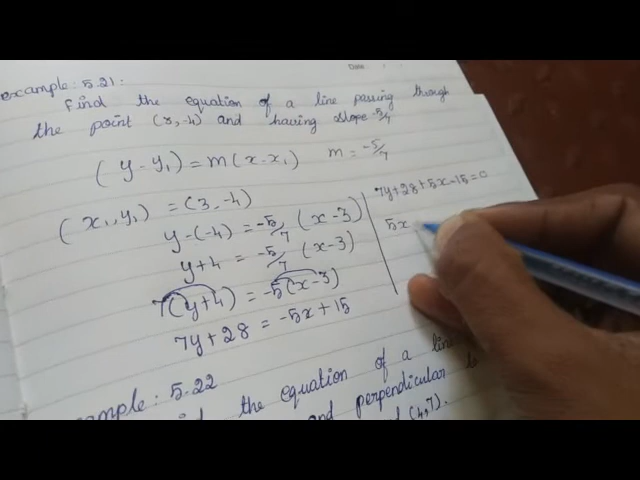 Date
example: 5.21:
Find the equation of a line passing through
the point (3,-4) and having slope -5/7
(y-y₁) = m(x-x₁) m = -5/7
(x₁,y₁) = (3,-4)
y-(-4) = -5/7 (x-3)
y+4 = -5/7 (x-3)
7(y+4) = -5(x-3)
7y+28 = -5x+15
7y+28+5x-15=0
5x
ample: 5.22
the equation of a line
and perpendicular to
(4,7).